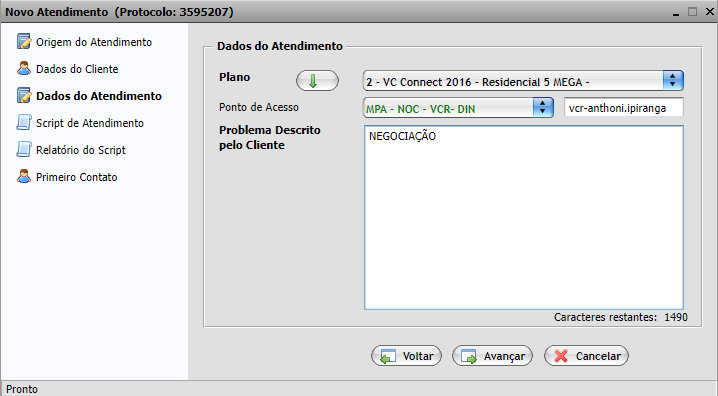 Novo Atendimento (Protocolo: 3595207)
Origem do Atendimento
Dados do Cliente
Dados do Atendimento
Script de Atendimento
Relatório do Script
Primeiro Contato
Dados do Atendimento
Plano
2 - VC Connect 2016 - Residencial 5 MEGA -
Ponto de Acesso
MPA - NOC - VCR- DIN
vcr-anthoni.ipiranga
Problema Descrito
pelo Cliente
NEGOCIAÇÃO
Caracteres restantes: 1490
Voltar
Avançar
Cancelar
Pronto